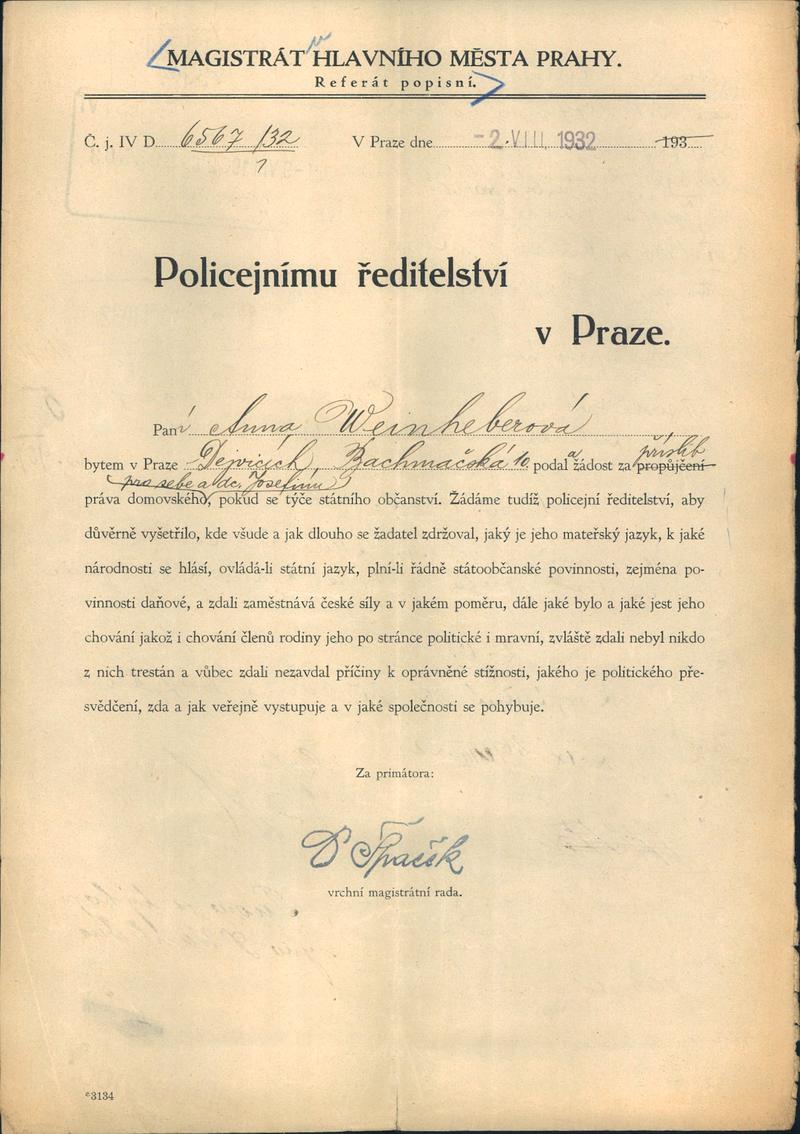 MAGISTRÁT HLAVNÍHO MĚSTA PRAHY.
Referát popisní.
Č. j. IV D. 6567/32 V Praze dne -2.VIII.1932 193
1
Policejnímu ředitelství
v Praze.
Paní Anna Weinheberová
příslib
bytem v Praze Dejvicích, Bachmačská 10. podala žádost za propůjčení
pro sebe a dc. Josefinu
práva domovského, pokud se týče státního občanství. Žádáme tudíž policejní ředitelství, aby
důvěrně vyšetřilo, kde všude a jak dlouho se žadatel zdržoval, jaký je jeho mateřský jazyk, k jaké
národnosti se hlásí, ovládá-li státní jazyk, plní-li řádně státoobčanské povinnosti, zejména po-
vinnosti daňové, a zdali zaměstnává české síly a v jakém poměru, dále jaké bylo a jaké jest jeho
chování jakož i chování členů rodiny jeho po stránce politické i mravní, zvláště zdali nebyl nikdo
z nich trestán a vůbec zdali nezavdal příčiny k oprávněné stížnosti, jakého je politického pře-
svědčení, zda a jak veřejně vystupuje a v jaké společnosti se pohybuje.
Za primátora:
vrchní magistrátní rada.
°3134